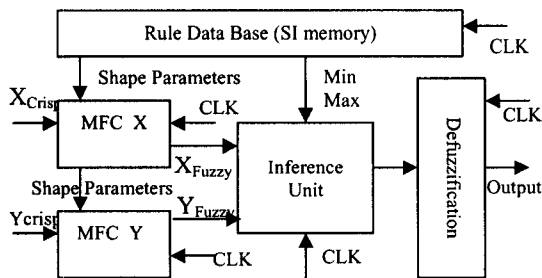 Rule Data Base (SI memory)
CLK
Shape Parameters
Min
Max
XCrisp
MFC X
CLK
XFuzzy
Inference
Unit
Defuzzification
CLK
Output
Shape Parameters
Ycrisp
MFC Y
YFuzzy
CLK
CLK